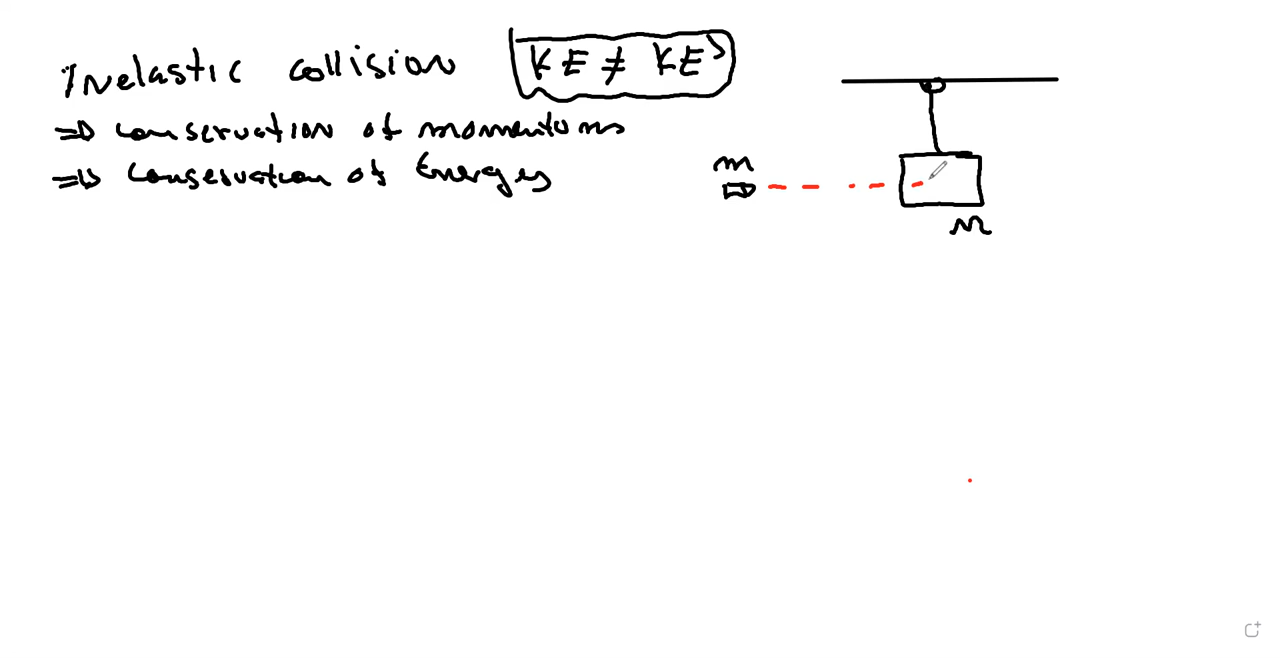 Inelastic collision KE ≠ KE'
⇒ conservation of momentums
⇒ conservation of Energies
m
M